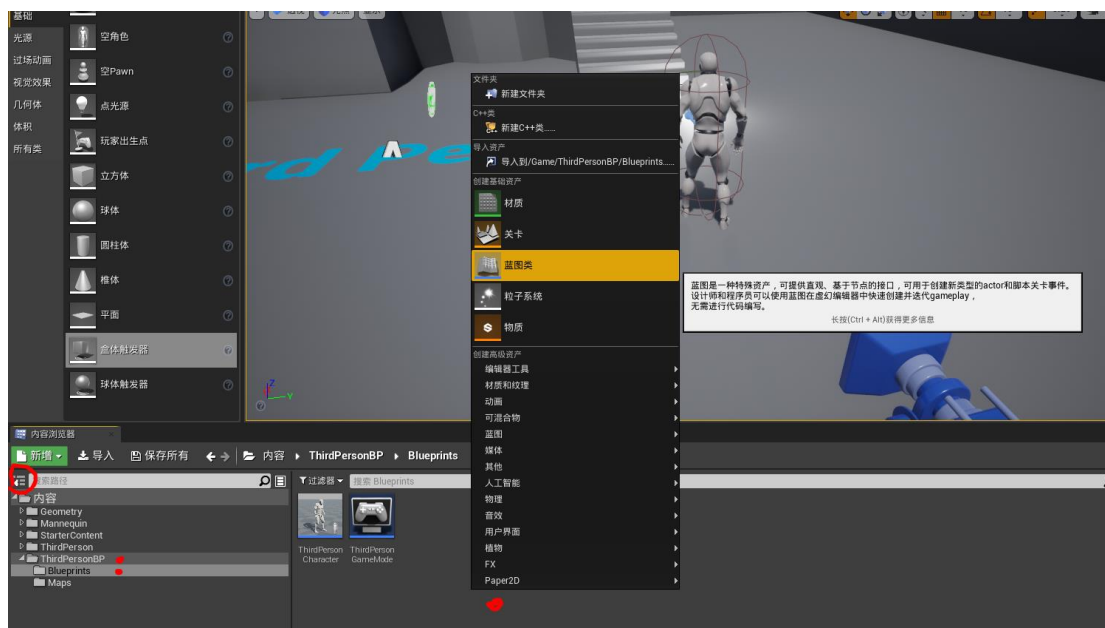 基础
光源
过场动画
视觉效果
几何体
体积
所有类
空角色
空Pawn
点光源
玩家出生点
立方体
球体
圆柱体
椎体
平面
盒体触发器
球体触发器
rd Pe
Z
Y
文件夹
新建文件夹
C++类
新建C++类......
导入资产
导入到/Game/ThirdPersonBP/Blueprints......
创建基础资产
材质
关卡
蓝图类
粒子系统
物质
创建高级资产
编辑器工具
材质和纹理
动画
可混合物
蓝图
媒体
其他
人工智能
物理
音效
用户界面
植物
FX
Paper2D
蓝图是一种特殊资产，可提供直观、基于节点的接口，可用于创建新类型的actor和脚本关卡事件。
设计师和程序员可以使用蓝图在虚幻编辑器中快速创建并迭代gameplay，
无需进行代码编写。
长按(Ctrl + Alt)获得更多信息
内容浏览器
新增 导入 保存所有 内容 ThirdPersonBP Blueprints
搜索路径
过滤器 搜索 Blueprints
内容
Geometry
Mannequin
StarterContent
ThirdPerson
ThirdPersonBP
Blueprints
Maps
ThirdPerson
Character
ThirdPerson
GameMode